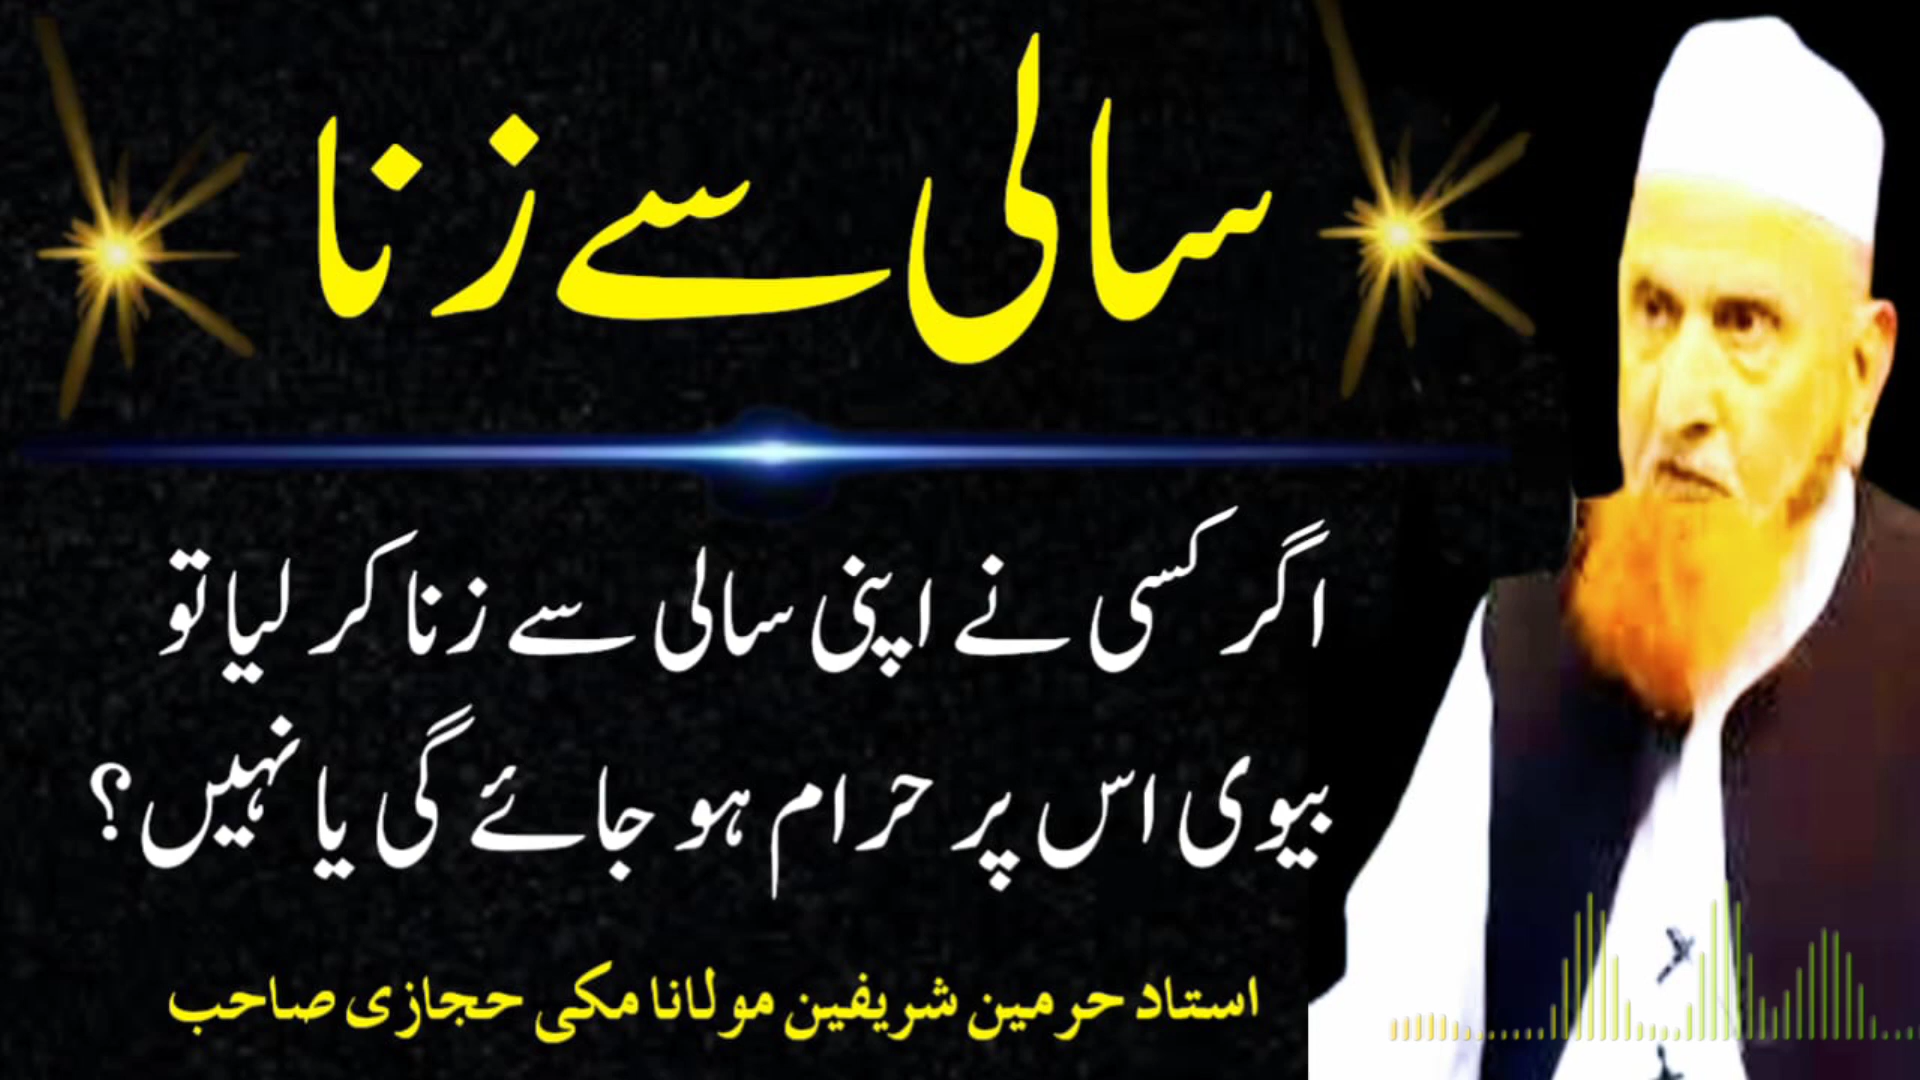 سالی سے زنا
اگر کسی نے اپنی سالی سے زنا کر لیا تو
بیوی اس پر حرام ہو جائے گی یا نہیں؟
استاد حرمین شریفین مولانا مکی حجازی صاحب